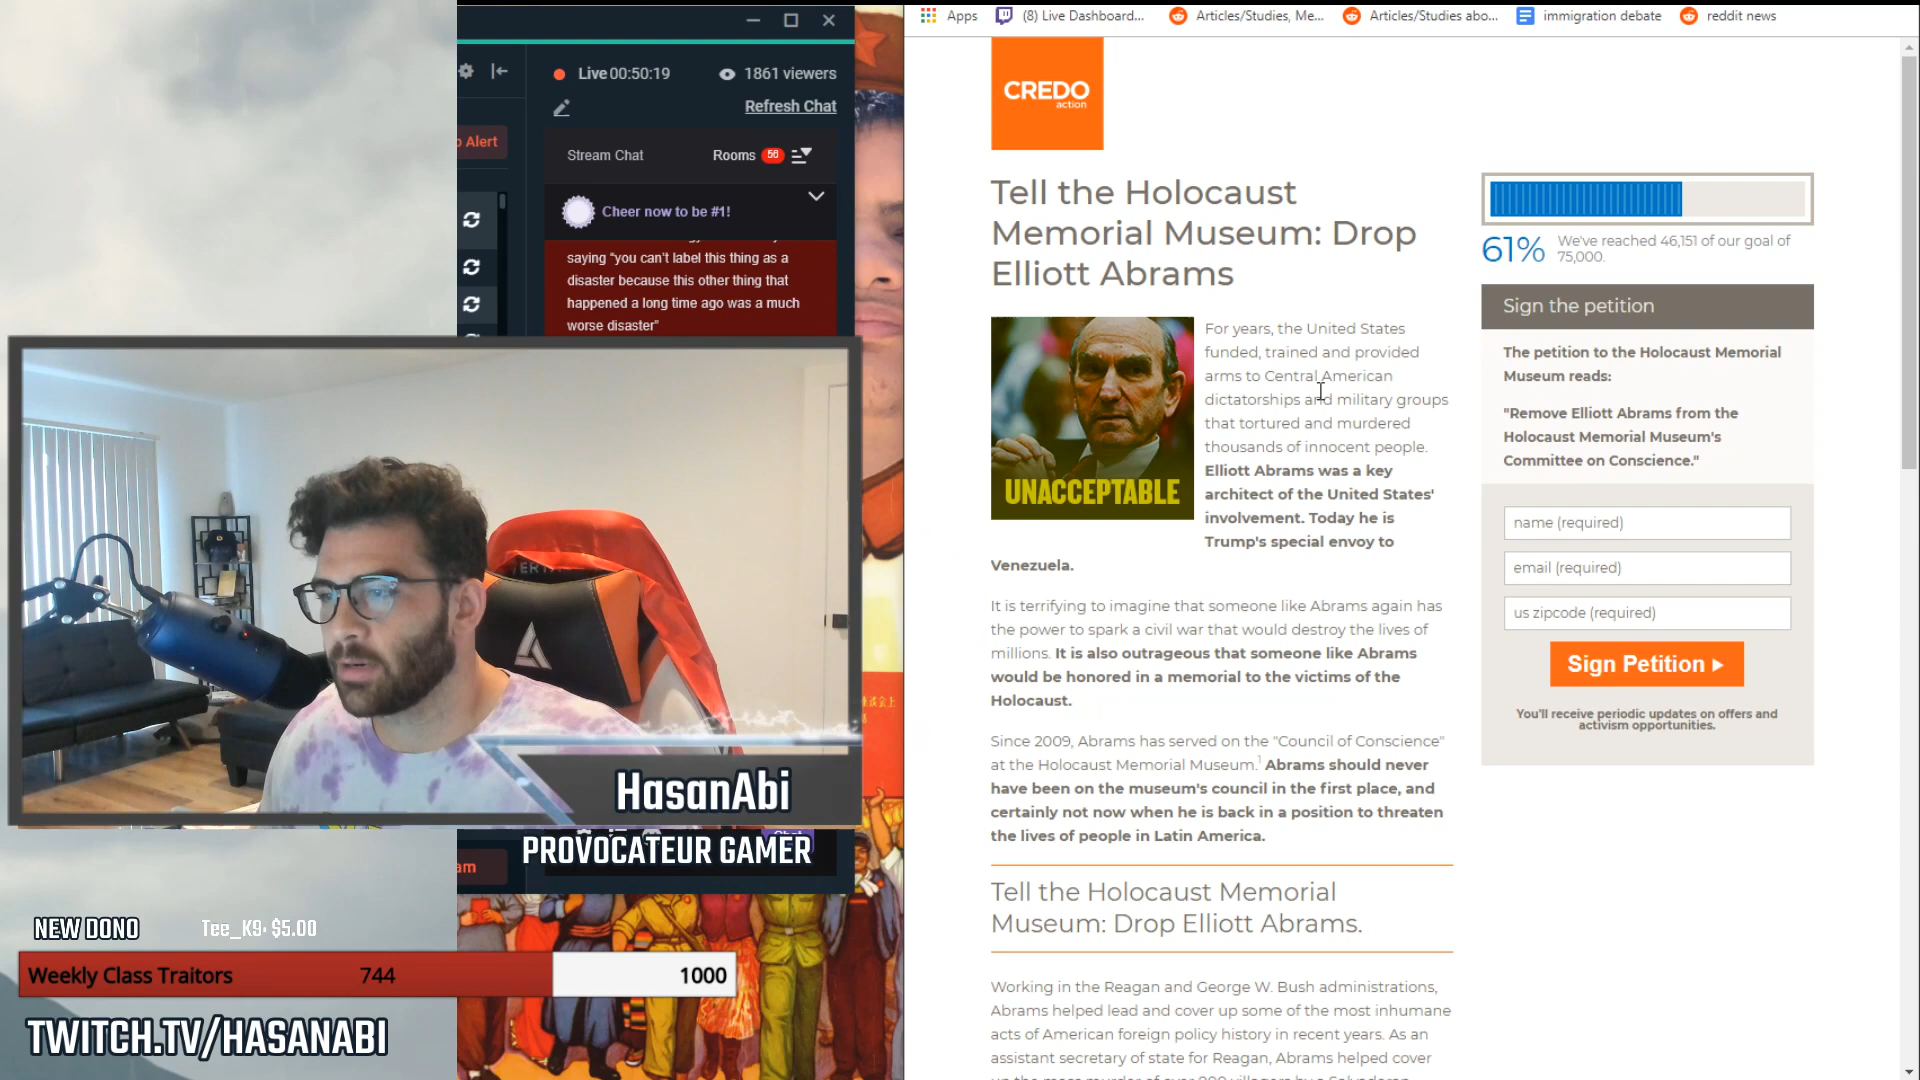 Alert
Live 00:50:19
1861 viewers
Refresh Chat
Stream Chat
Rooms 56
Cheer now to be #1!
saying “you can't label this thing as a
disaster because this other thing that
happened a long time ago was a much
worse disaster”
HasanAbi
PROVOCATEUR GAMER
NEW DONO
Tee_K9: $5.00
Weekly Class Traitors 744 1000
TWITCH.TV/HASANABI
Apps
(8) Live Dashboard...
Articles/Studies, Me...
Articles/Studies abo...
immigration debate
reddit news
CREDO
action
Tell the Holocaust
Memorial Museum: Drop
Elliott Abrams
UNACCEPTABLE
For years, the United States
funded, trained and provided
arms to Central American
dictatorships and military groups
that tortured and murdered
thousands of innocent people.
Elliott Abrams was a key
architect of the United States'
involvement. Today he is
Trump's special envoy to
Venezuela.
It is terrifying to imagine that someone like Abrams again has
the power to spark a civil war that would destroy the lives of
millions. It is also outrageous that someone like Abrams
would be honored in a memorial to the victims of the
Holocaust.
Since 2009, Abrams has served on the "Council of Conscience"
at the Holocaust Memorial Museum.1 Abrams should never
have been on the museum's council in the first place, and
certainly not now when he is back in a position to threaten
the lives of people in Latin America.
Tell the Holocaust Memorial
Museum: Drop Elliott Abrams.
Working in the Reagan and George W. Bush administrations,
Abrams helped lead and cover up some of the most inhumane
acts of American foreign policy history in recent years. As an
assistant secretary of state for Reagan, Abrams helped cover
61%
We've reached 46,151 of our goal of
75,000.
Sign the petition
The petition to the Holocaust Memorial
Museum reads:
"Remove Elliott Abrams from the
Holocaust Memorial Museum's
Committee on Conscience."
name (required)
email (required)
us zipcode (required)
Sign Petition
You'll receive periodic updates on offers and
activism opportunities.